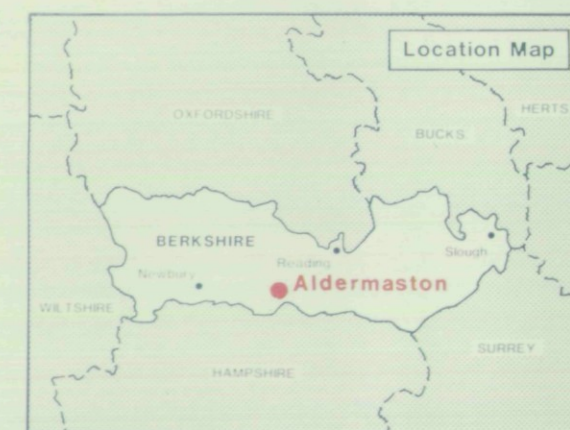 Location Map
OXFORDSHIRE
HERTS
BUCKS
BERKSHIRE
Reading
Slough
Newbury
Aldermaston
WILTSHIRE
SURREY
HAMPSHIRE